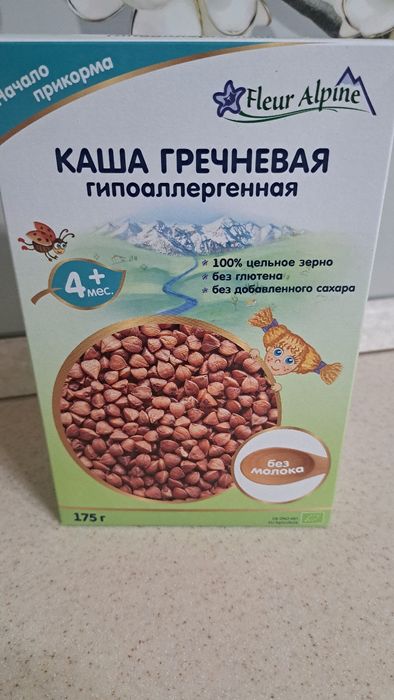 Начало
прикорма
Fleur Alpine
КАША ГРЕЧНЕВАЯ
гипоаллергенная
100% цельное зерно
без глютена
без добавленного сахара
4+
мес.
без
молока
175 г